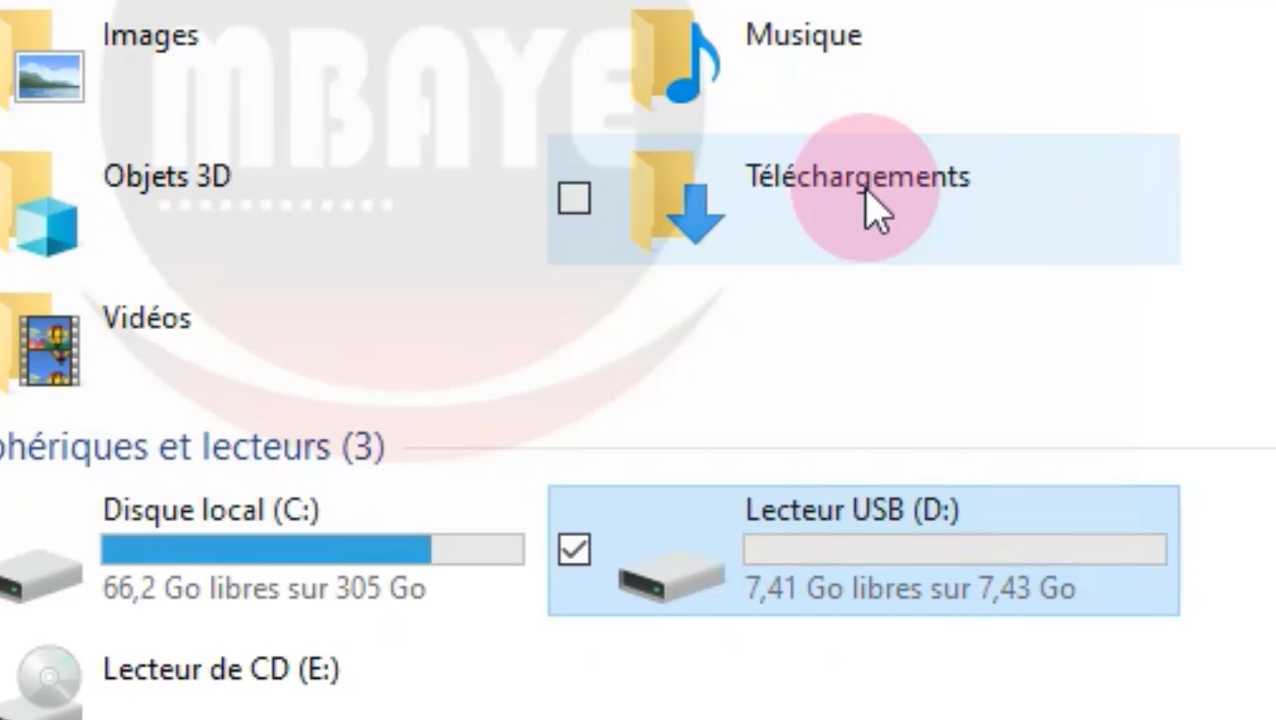 Images
Musique
MBAYE
Objets 3D
Téléchargements
Vidéos
phériques et lecteurs (3)
Disque local (C:)
Lecteur USB (D:)
66,2 Go libres sur 305 Go
7,41 Go libres sur 7,43 Go
Lecteur de CD (E:)